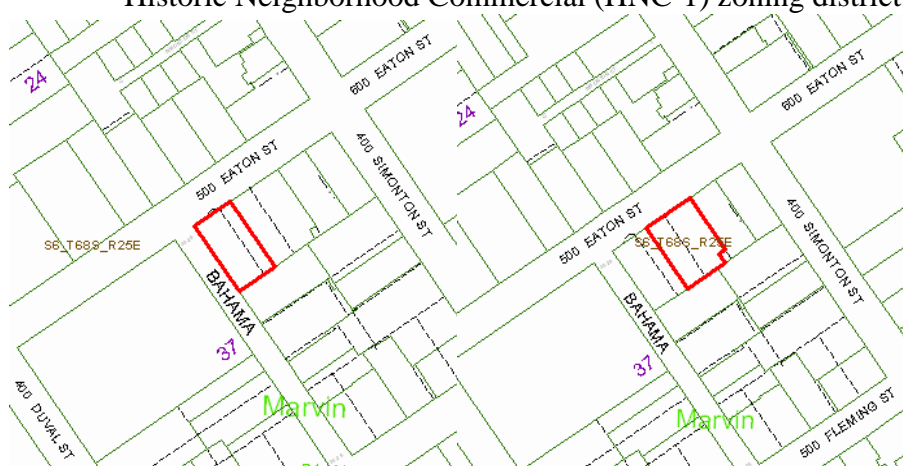 Historic Neighborhood Commercial (HNC-1) zoning district
24
600 EATON ST
400 SIMONTON ST
500 EATON ST
S6_T68S_R25E
BAHAMA
37
400 DUVAL ST
Marvin
24
600 EATON ST
400 SIMONTON ST
500 EATON ST
S6_T68S_R25E
BAHAMA
37
Marvin
500 FLEMING ST